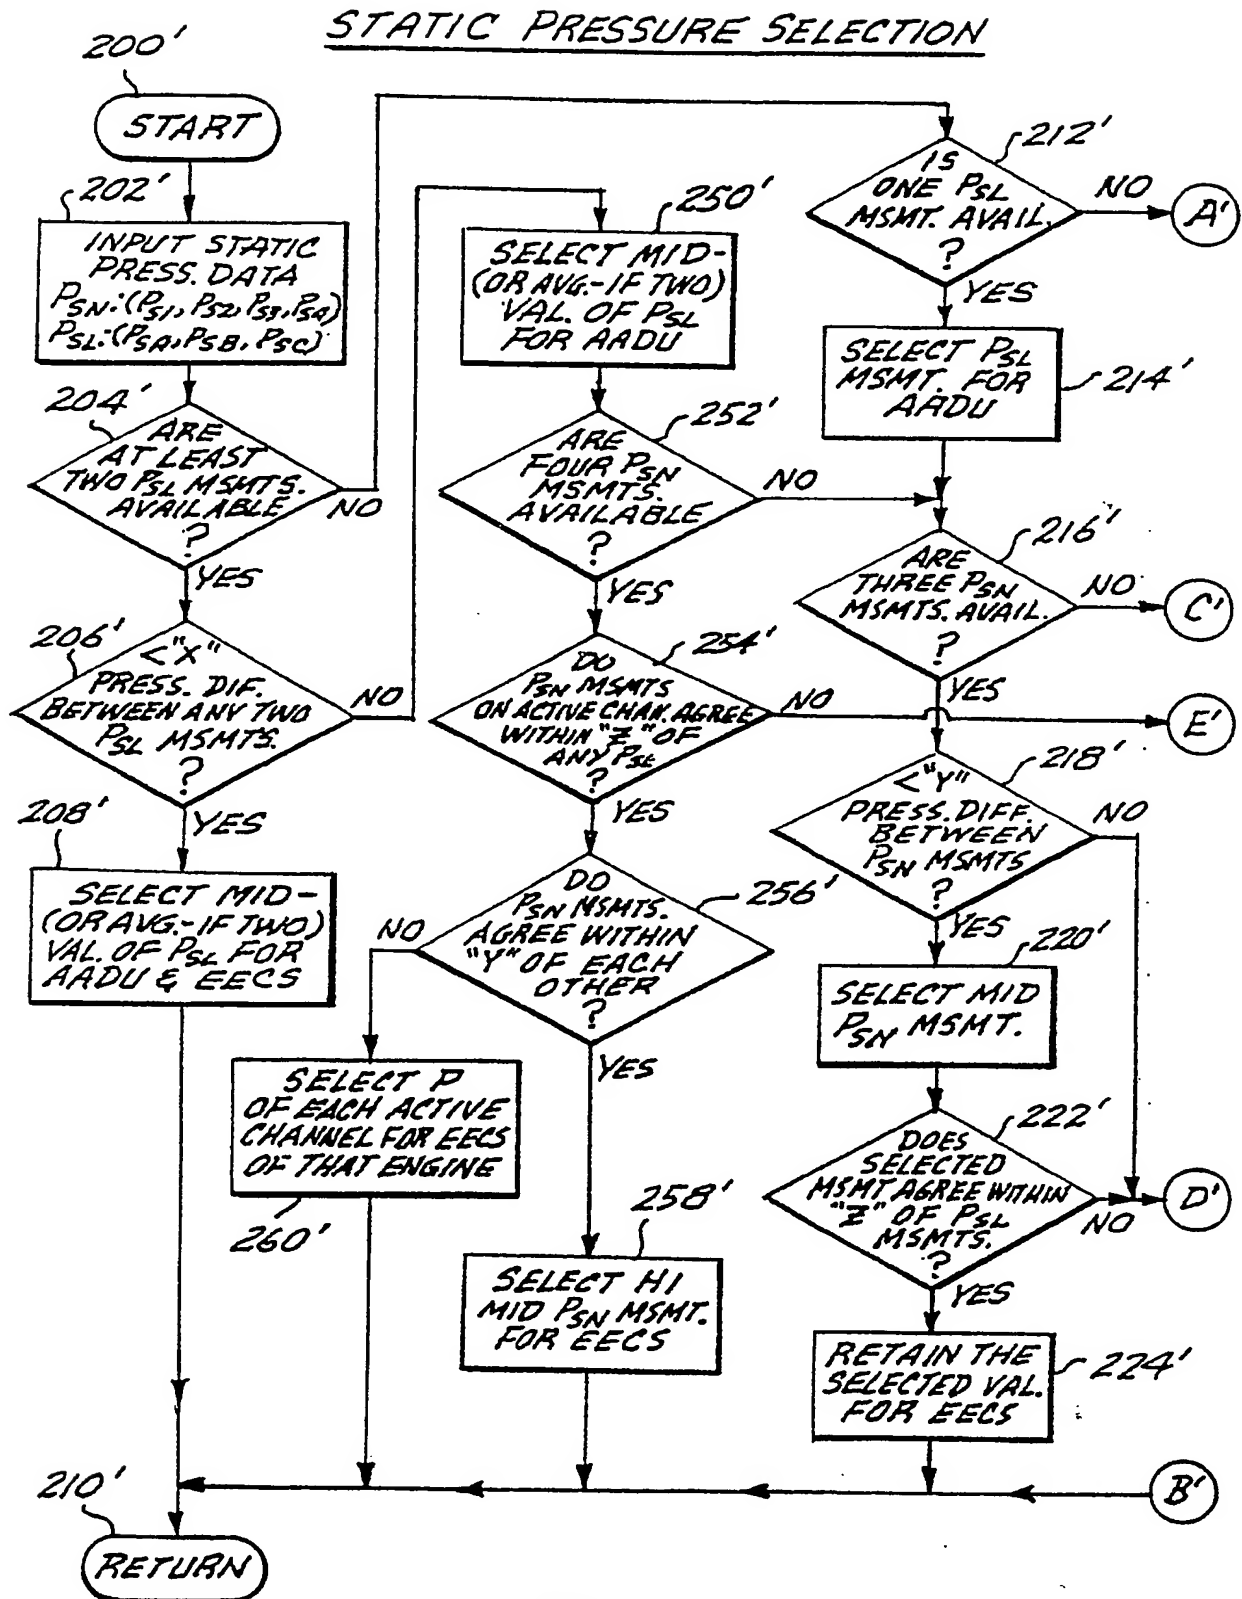 STATIC PRESSURE SELECTION
200'
START
202'
INPUT STATIC
PRESS. DATA
PSN:(PS1, PS2, PS3, PS4)
PSL:(PSA, PSB, PSC)
204'
ARE
AT LEAST
TWO PSL MSMTS.
AVAILABLE
?
NO
YES
206'
<"X"
PRESS. DIF.
BETWEEN ANY TWO
PSL MSMTS.
?
NO
YES
208'
SELECT MID-
(OR AVG.-IF TWO)
VAL. OF PSL FOR
AADU & EECS
210'
RETURN
250'
SELECT MID-
(OR AVG.-IF TWO)
VAL. OF PSL
FOR AADU
252'
ARE
FOUR PSN
MSMTS.
AVAILABLE
?
NO
YES
254'
DO
PSN MSMTS
ON ACTIVE CHAN. AGREE
WITHIN "Z" OF
ANY PSL
?
NO
E'
YES
256'
DO
PSN MSMTS.
AGREE WITHIN
"Y" OF EACH
OTHER
?
NO
YES
260'
SELECT P
OF EACH ACTIVE
CHANNEL FOR EECS
OF THAT ENGINE
258'
SELECT HI
MID PSN MSMT.
FOR EECS
212'
IS
ONE PSL
MSMT. AVAIL.
?
NO
A'
YES
214'
SELECT PSL
MSMT. FOR
AADU
216'
ARE
THREE PSN
MSMTS. AVAIL.
?
NO
C'
YES
218'
<"Y"
PRESS. DIFF.
BETWEEN
PSN MSMTS
?
NO
YES
220'
SELECT MID
PSN MSMT.
222'
DOES
SELECTED
MSMT AGREE WITHIN
"Z" OF PSL
MSMTS.
?
NO
D'
YES
224'
RETAIN THE
SELECTED VAL.
FOR EECS
B'